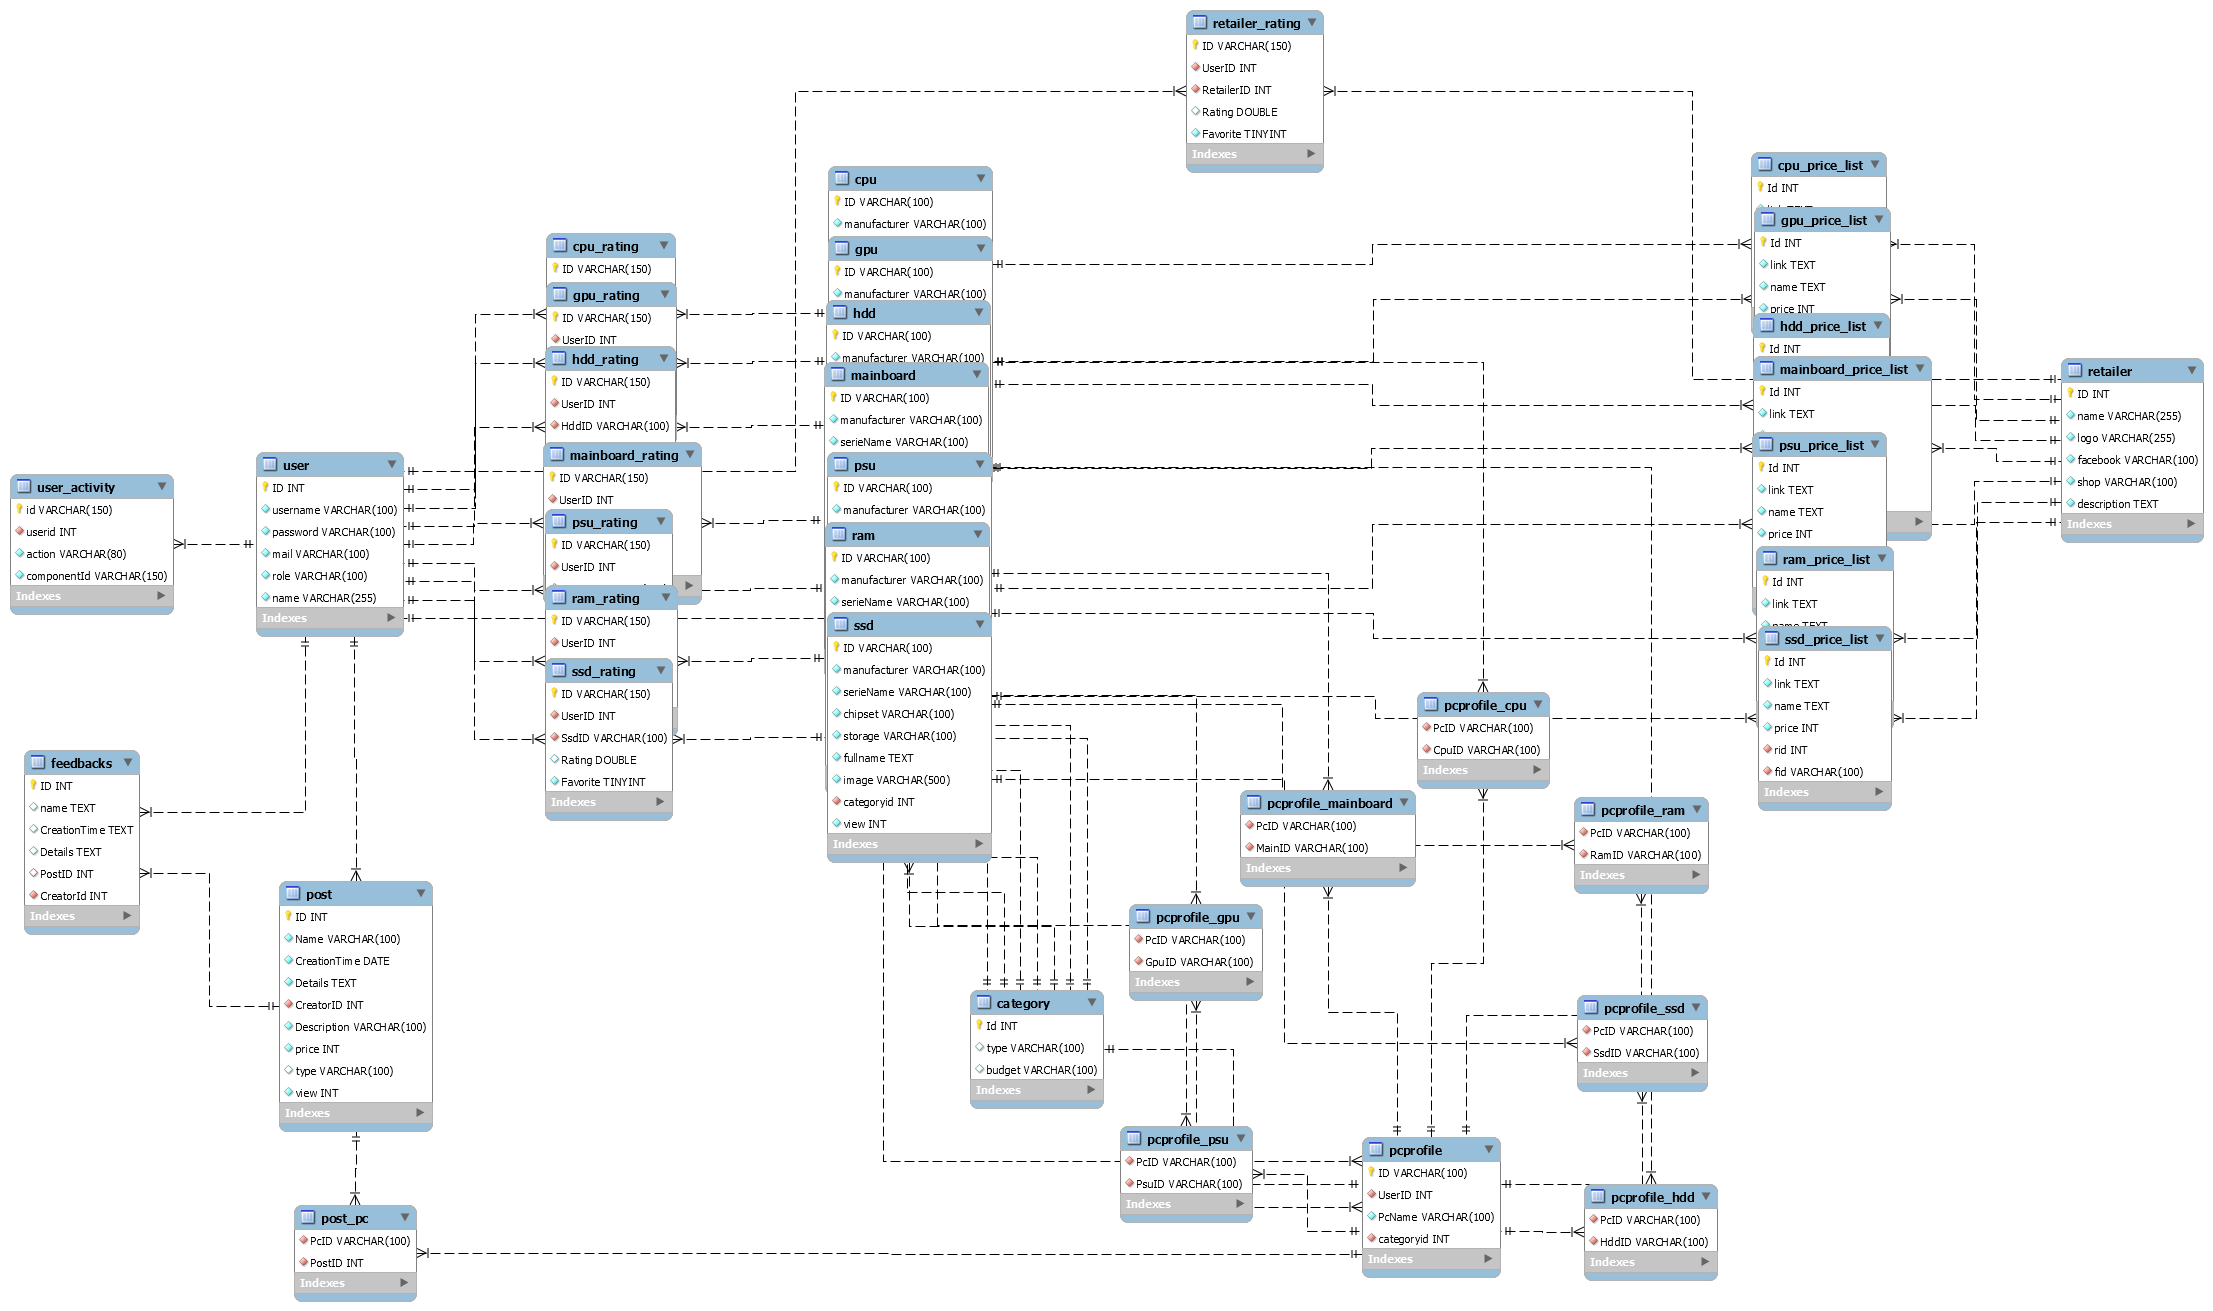 retailer_rating
ID VARCHAR(150)
UserID INT
RetailerID INT
Rating DOUBLE
Favorite TINYINT
Indexes
cpu
ID VARCHAR(100)
manufacturer VARCHAR(100)
gpu
ID VARCHAR(100)
manufacturer VARCHAR(100)
hdd
ID VARCHAR(100)
manufacturer VARCHAR(100)
mainboard
ID VARCHAR(100)
manufacturer VARCHAR(100)
serieName VARCHAR(100)
psu
ID VARCHAR(100)
manufacturer VARCHAR(100)
ram
ID VARCHAR(100)
manufacturer VARCHAR(100)
serieName VARCHAR(100)
ssd
ID VARCHAR(100)
manufacturer VARCHAR(100)
serieName VARCHAR(100)
chipset VARCHAR(100)
storage VARCHAR(100)
fullname TEXT
image VARCHAR(500)
categoryid INT
view INT
Indexes
cpu_rating
ID VARCHAR(150)
gpu_rating
ID VARCHAR(150)
UserID INT
hdd_rating
ID VARCHAR(150)
UserID INT
HddID VARCHAR(100)
mainboard_rating
ID VARCHAR(150)
UserID INT
psu_rating
ID VARCHAR(150)
UserID INT
ram_rating
ID VARCHAR(150)
UserID INT
ssd_rating
ID VARCHAR(150)
UserID INT
SsdID VARCHAR(100)
Rating DOUBLE
Favorite TINYINT
Indexes
cpu_price_list
Id INT
gpu_price_list
Id INT
link TEXT
name TEXT
price INT
hdd_price_list
Id INT
mainboard_price_list
Id INT
link TEXT
psu_price_list
Id INT
link TEXT
name TEXT
price INT
ram_price_list
Id INT
link TEXT
name TEXT
ssd_price_list
Id INT
link TEXT
name TEXT
price INT
rid INT
fid VARCHAR(100)
Indexes
retailer
ID INT
name VARCHAR(255)
logo VARCHAR(255)
facebook VARCHAR(100)
shop VARCHAR(100)
description TEXT
Indexes
user
ID INT
username VARCHAR(100)
password VARCHAR(100)
mail VARCHAR(100)
role VARCHAR(100)
name VARCHAR(255)
Indexes
user_activity
id VARCHAR(150)
userid INT
action VARCHAR(80)
componentId VARCHAR(150)
Indexes
feedbacks
ID INT
name TEXT
CreationTime TEXT
Details TEXT
PostID INT
CreatorId INT
Indexes
post
ID INT
Name VARCHAR(100)
CreationTime DATE
Details TEXT
CreatorID INT
Description VARCHAR(100)
price INT
type VARCHAR(100)
view INT
Indexes
post_pc
PcID VARCHAR(100)
PostID INT
Indexes
category
Id INT
type VARCHAR(100)
budget VARCHAR(100)
Indexes
pcprofile_cpu
PcID VARCHAR(100)
CpuID VARCHAR(100)
Indexes
pcprofile_mainboard
PcID VARCHAR(100)
MainID VARCHAR(100)
Indexes
pcprofile_ram
PcID VARCHAR(100)
RamID VARCHAR(100)
Indexes
pcprofile_gpu
PcID VARCHAR(100)
GpuID VARCHAR(100)
Indexes
pcprofile_ssd
PcID VARCHAR(100)
SsdID VARCHAR(100)
Indexes
pcprofile_psu
PcID VARCHAR(100)
PsuID VARCHAR(100)
Indexes
pcprofile
ID VARCHAR(100)
UserID INT
PcName VARCHAR(100)
categoryid INT
Indexes
pcprofile_hdd
PcID VARCHAR(100)
HddID VARCHAR(100)
Indexes